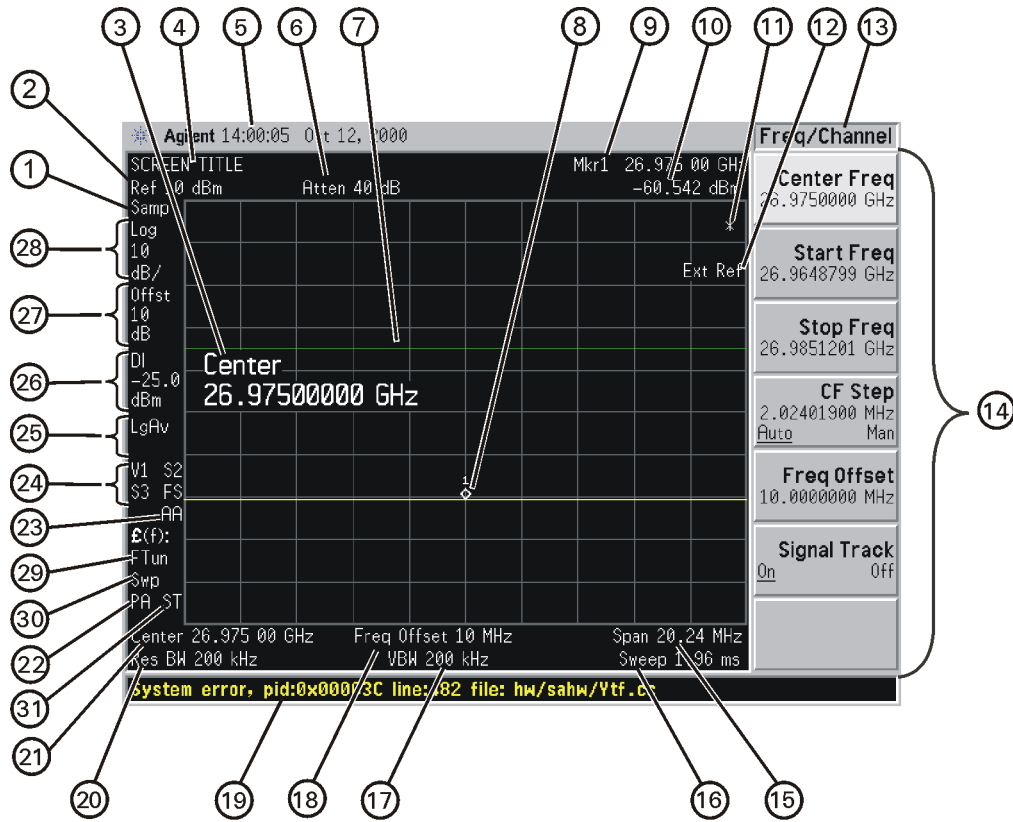 3 4 5 6 7 8 9 10 11 12 13
2
Agilent 14:00:05 Oct 12, 2000
Freq/Channel
1
SCREEN TITLE
Mkr1 26.975 00 GHz
Ref 10 dBm Atten 40 dB
-60.542 dBm
Samp
28
Log
10
dB/
Ext Ref
27
Offst
10
dB
26
DI
-25.0
dBm
Center
26.97500000 GHz
25
LgAv
24
V1 S2
S3 FS
1
23
AA
£(f):
29
FTun
30
Swp
22
PA ST
31
Center 26.975 00 GHz Freq Offset 10 MHz Span 20.24 MHz
Res BW 200 kHz VBW 200 kHz Sweep ms
System error, pid:0x00003C line: file: hw/sahw/Ytf.cc
Center Freq
26.9750000 GHz
Start Freq
26.9648799 GHz
Stop Freq
26.9851201 GHz
CF Step
2.02401900 MHz
Auto Man
Freq Offset
10.0000000 MHz
Signal Track
On Off
14
21
20 19 18 17 16 15